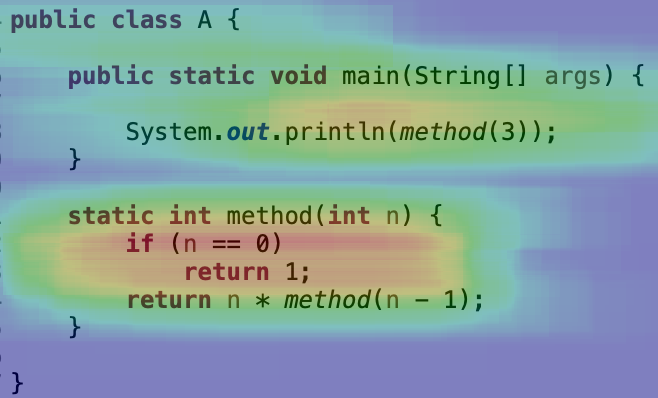 public class A {
public static void main(String[] args) {
System.out.println(method(3));
}
static int method(int n) {
if (n == 0)
return 1;
return n * method(n - 1);
}
}